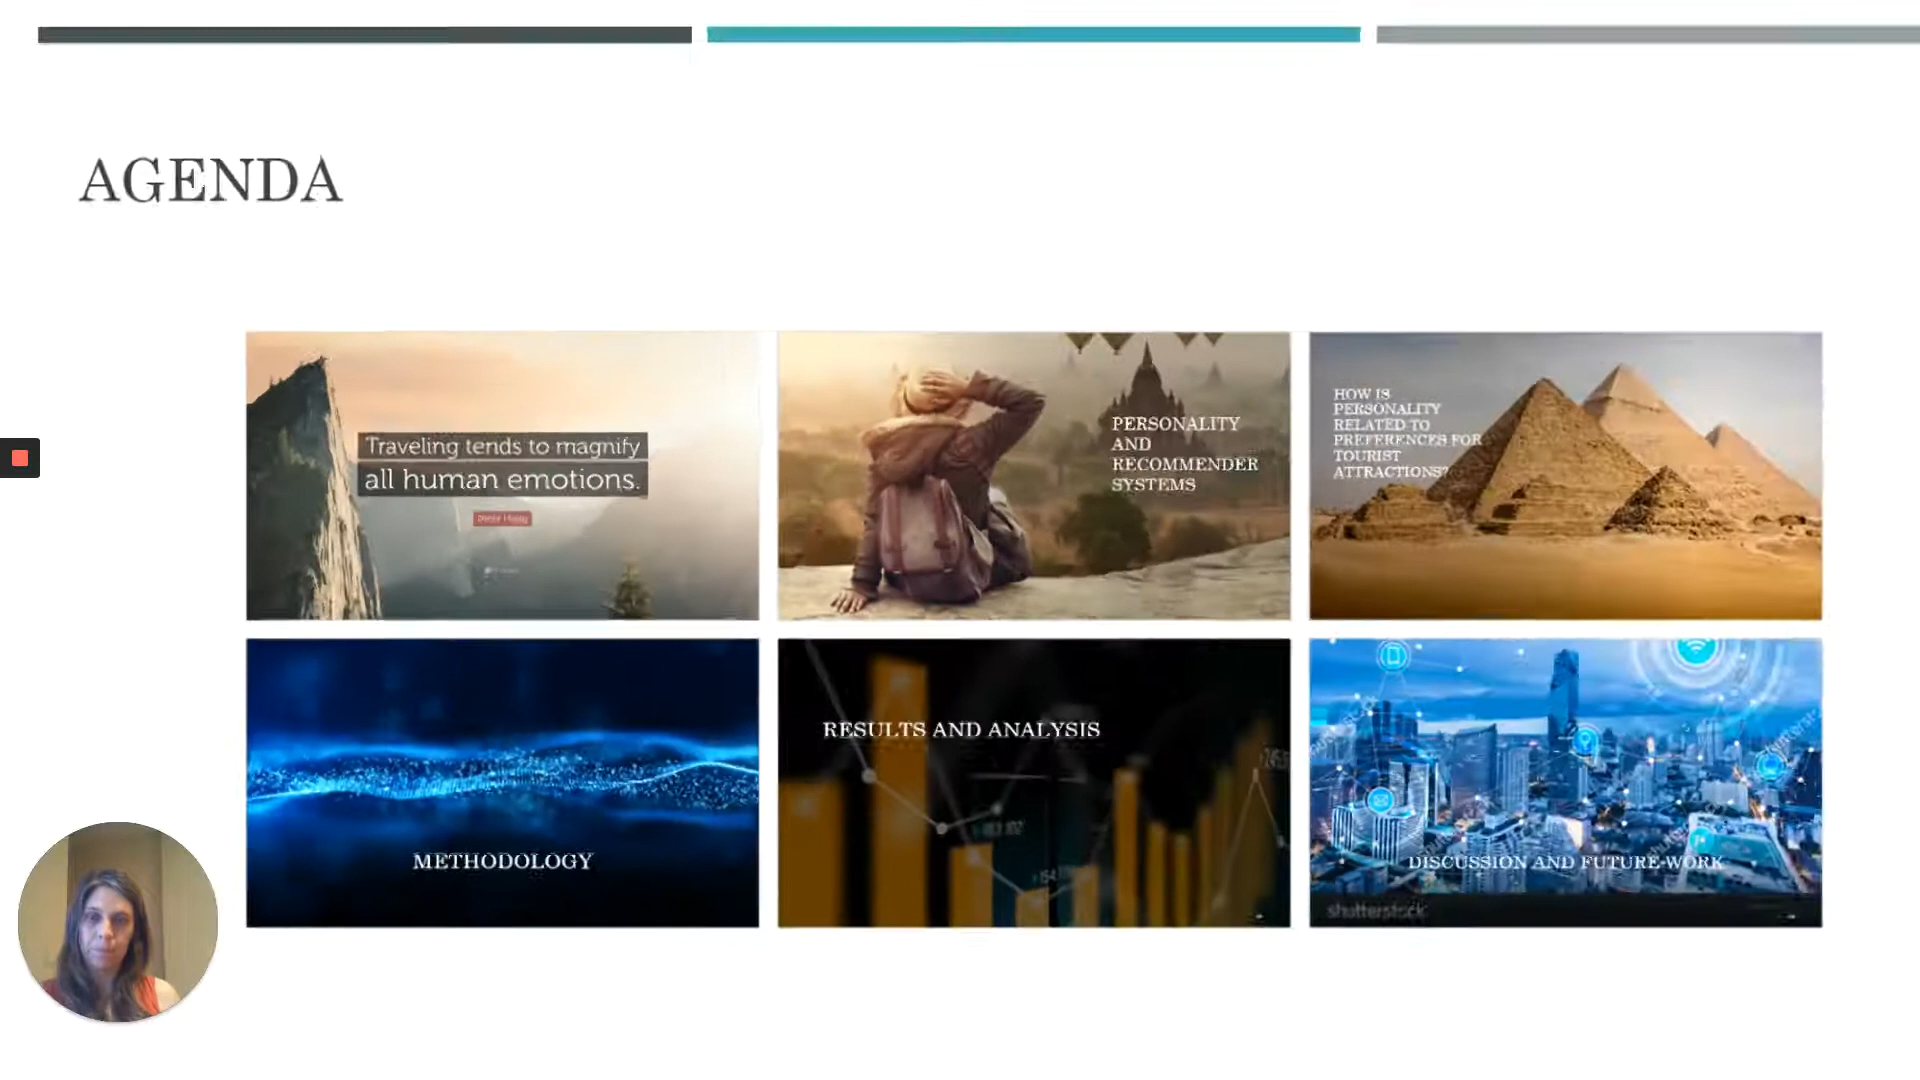 AGENDA
Traveling tends to magnify
all human emotions.
PERSONALITY
AND
RECOMMENDER
SYSTEMS
HOW IS
PERSONALITY
RELATED TO
PREFERENCES FOR
TOURIST
ATTRACTIONS?
METHODOLOGY
RESULTS AND ANALYSIS
DISCUSSION AND FUTURE WORK
shutterstock